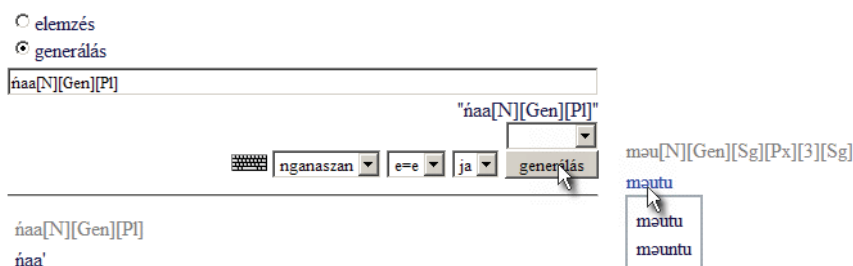 elemzés
generálás
ńaa[N][Gen][Pl]
"ńaa[N][Gen][Pl]"
nganaszan e=e ja generálás
ńaa[N][Gen][Pl]
ńaa'
məu[N][Gen][Sg][Px][3][Sg]
məutu
məutu
məuntu